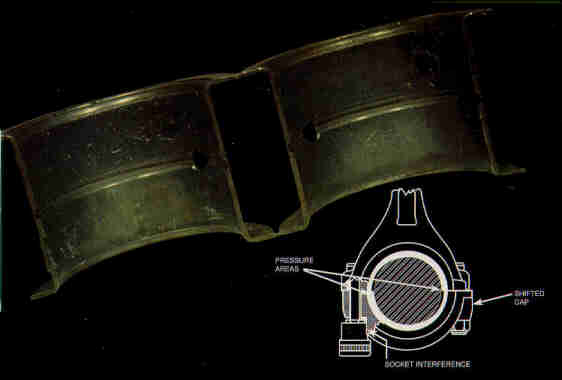 PRESSURE
AREAS
SHIFTED
CAP
SOCKET INTERFERENCE